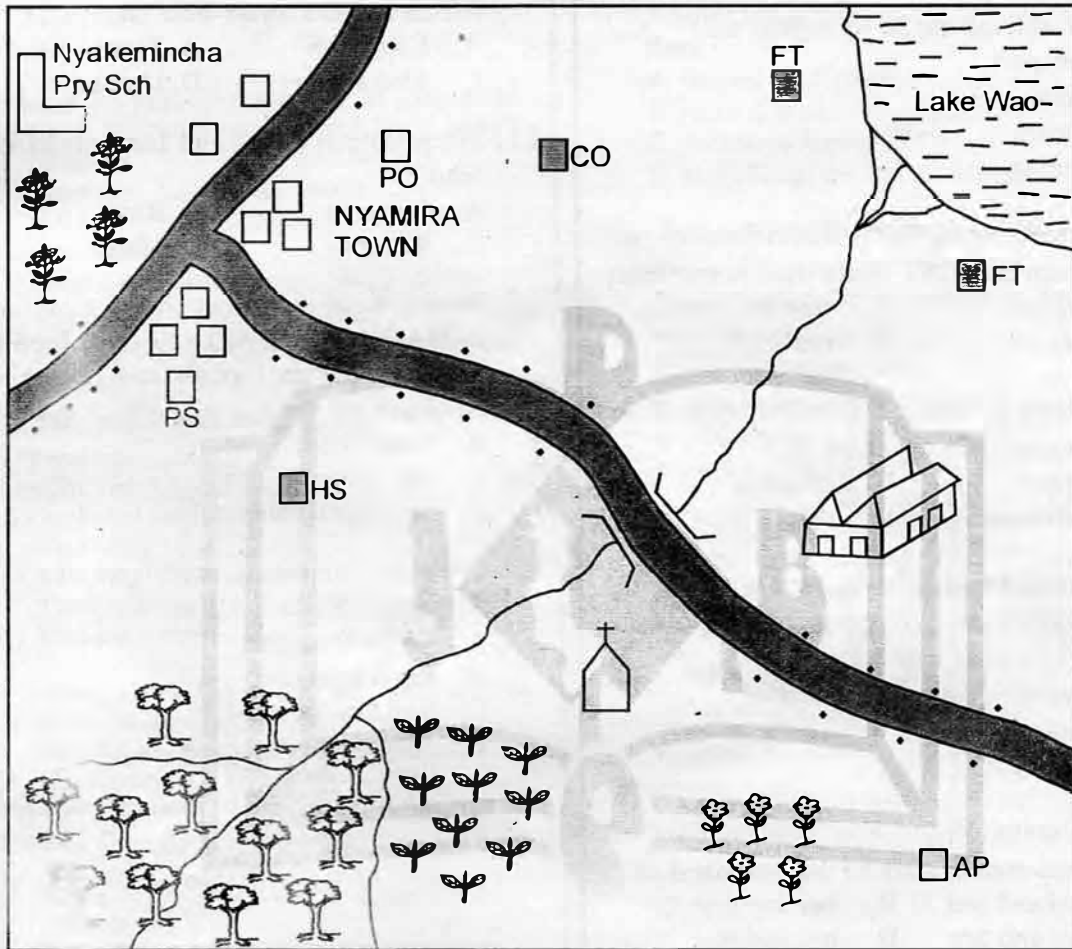 Nyakemincha
Pry Sch
FT
Lake Wao
CO
PO
NYAMIRA
TOWN
FT
PS
HS
AP